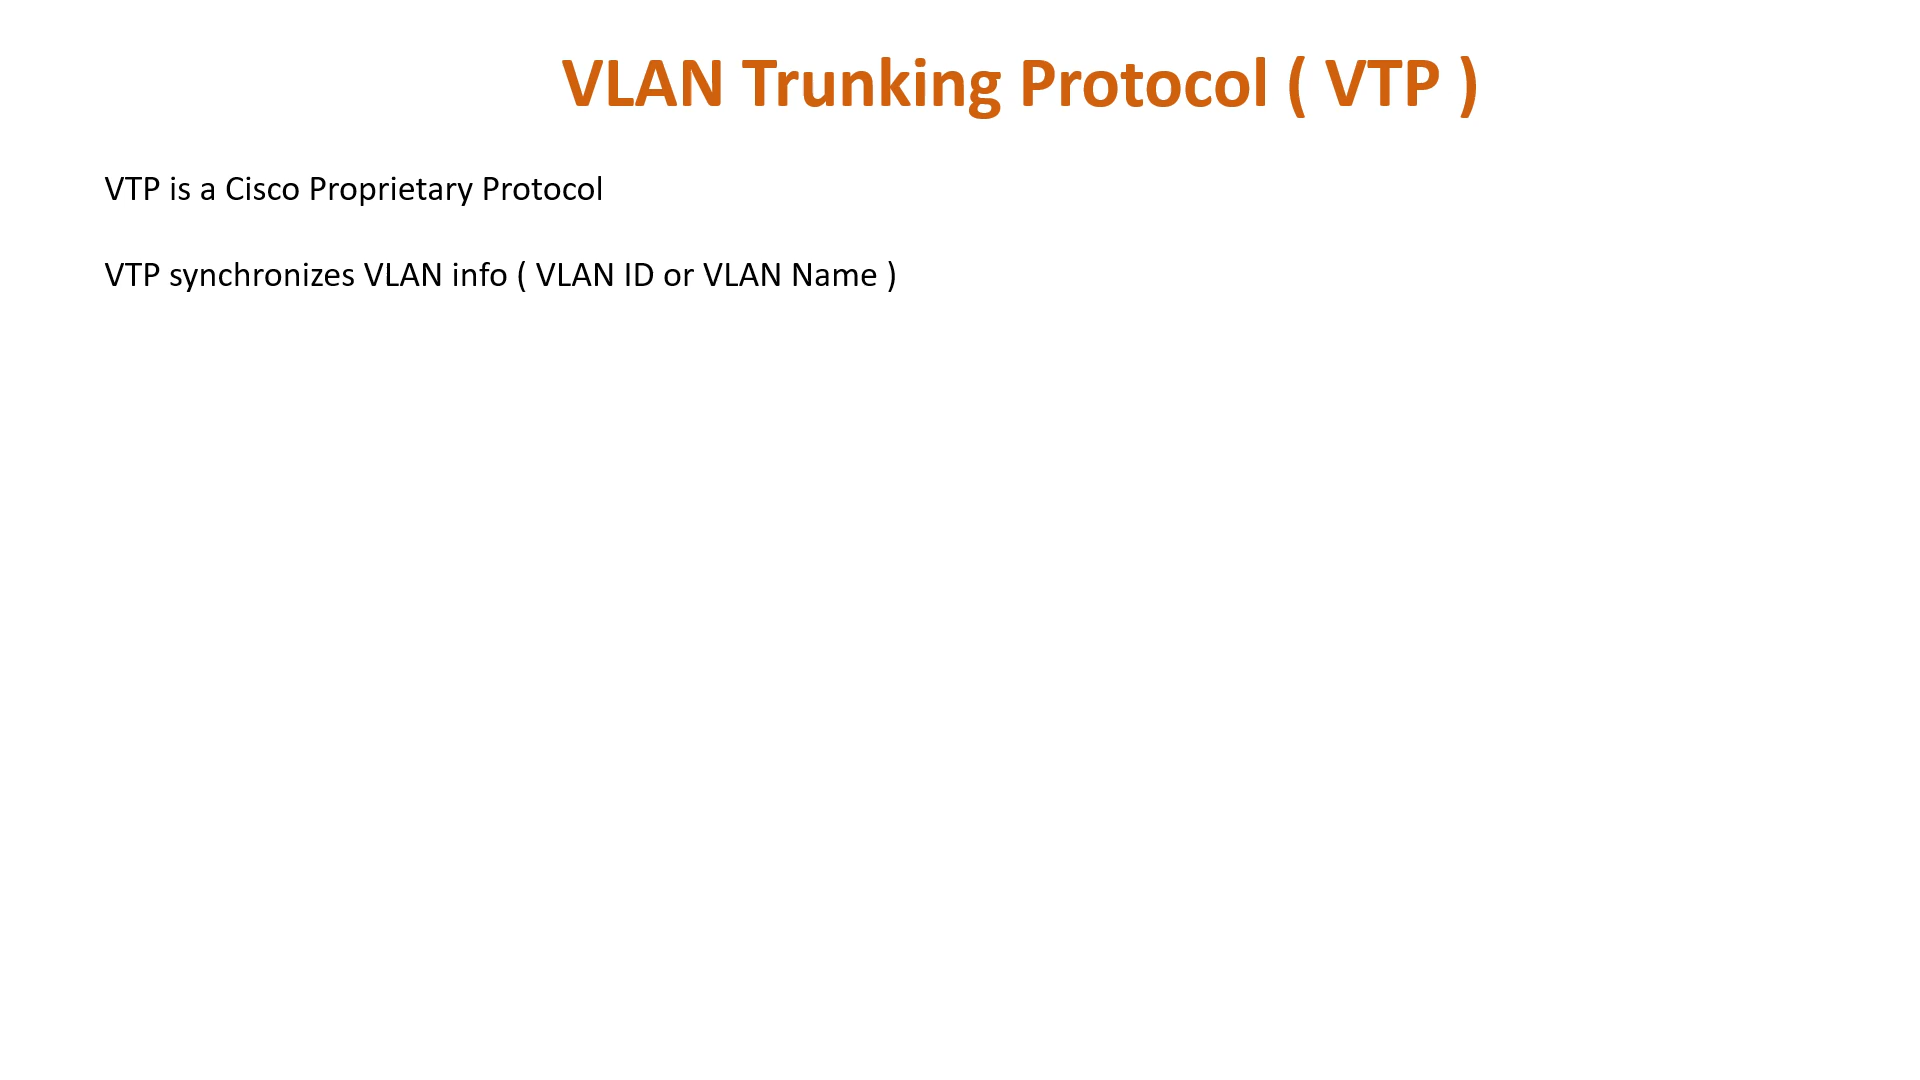 VLAN Trunking Protocol ( VTP )
VTP is a Cisco Proprietary Protocol
VTP synchronizes VLAN info ( VLAN ID or VLAN Name )